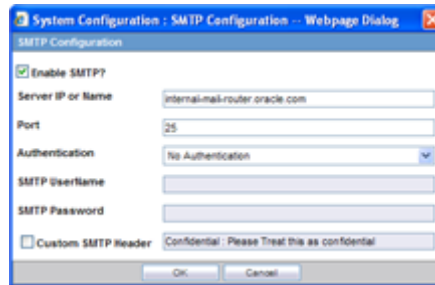 System Configuration : SMTP Configuration -- Webpage Dialog
SMTP Configuration
Enable SMTP?
Server IP or Name internal-mail-router.oracle.com
Port 25
Authentication No Authentication
SMTP UserName
SMTP Password
Custom SMTP Header Confidential : Please Treat this as confidential
OK Cancel